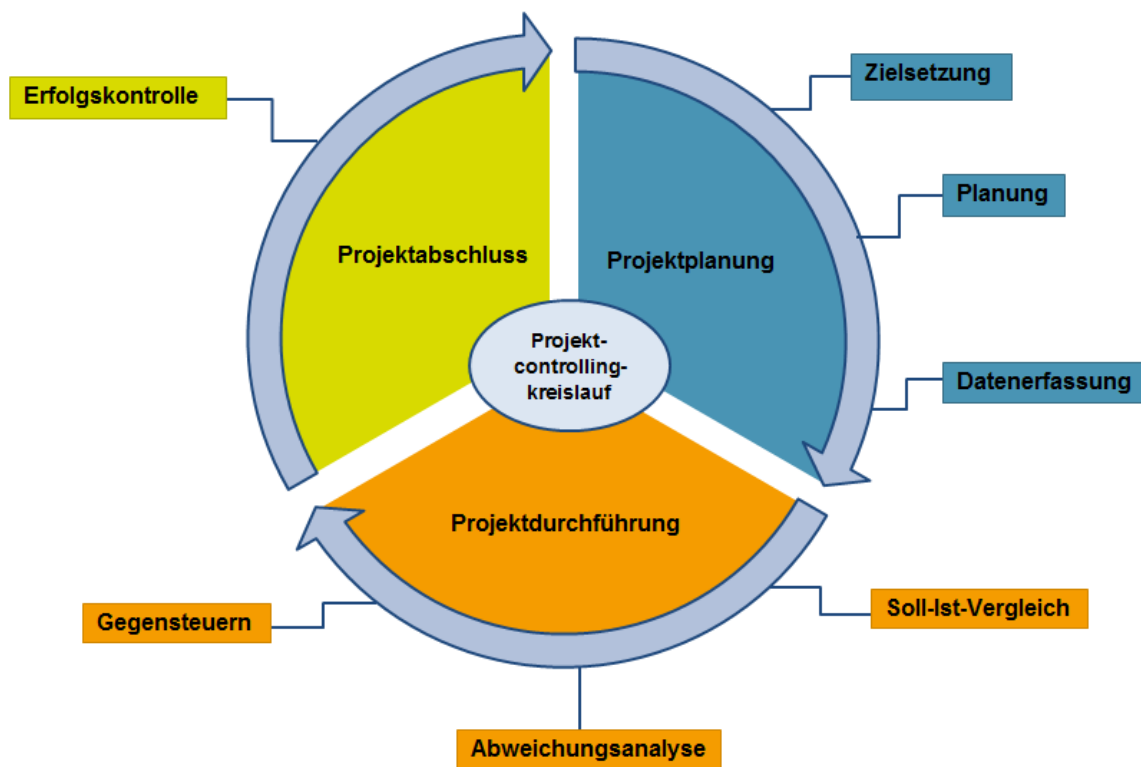 Erfolgskontrolle
Zielsetzung
Planung
Projektabschluss
Projektplanung
Projekt-
controlling-
kreislauf
Datenerfassung
Projektdurchführung
Gegensteuern
Soll-Ist-Vergleich
Abweichungsanalyse